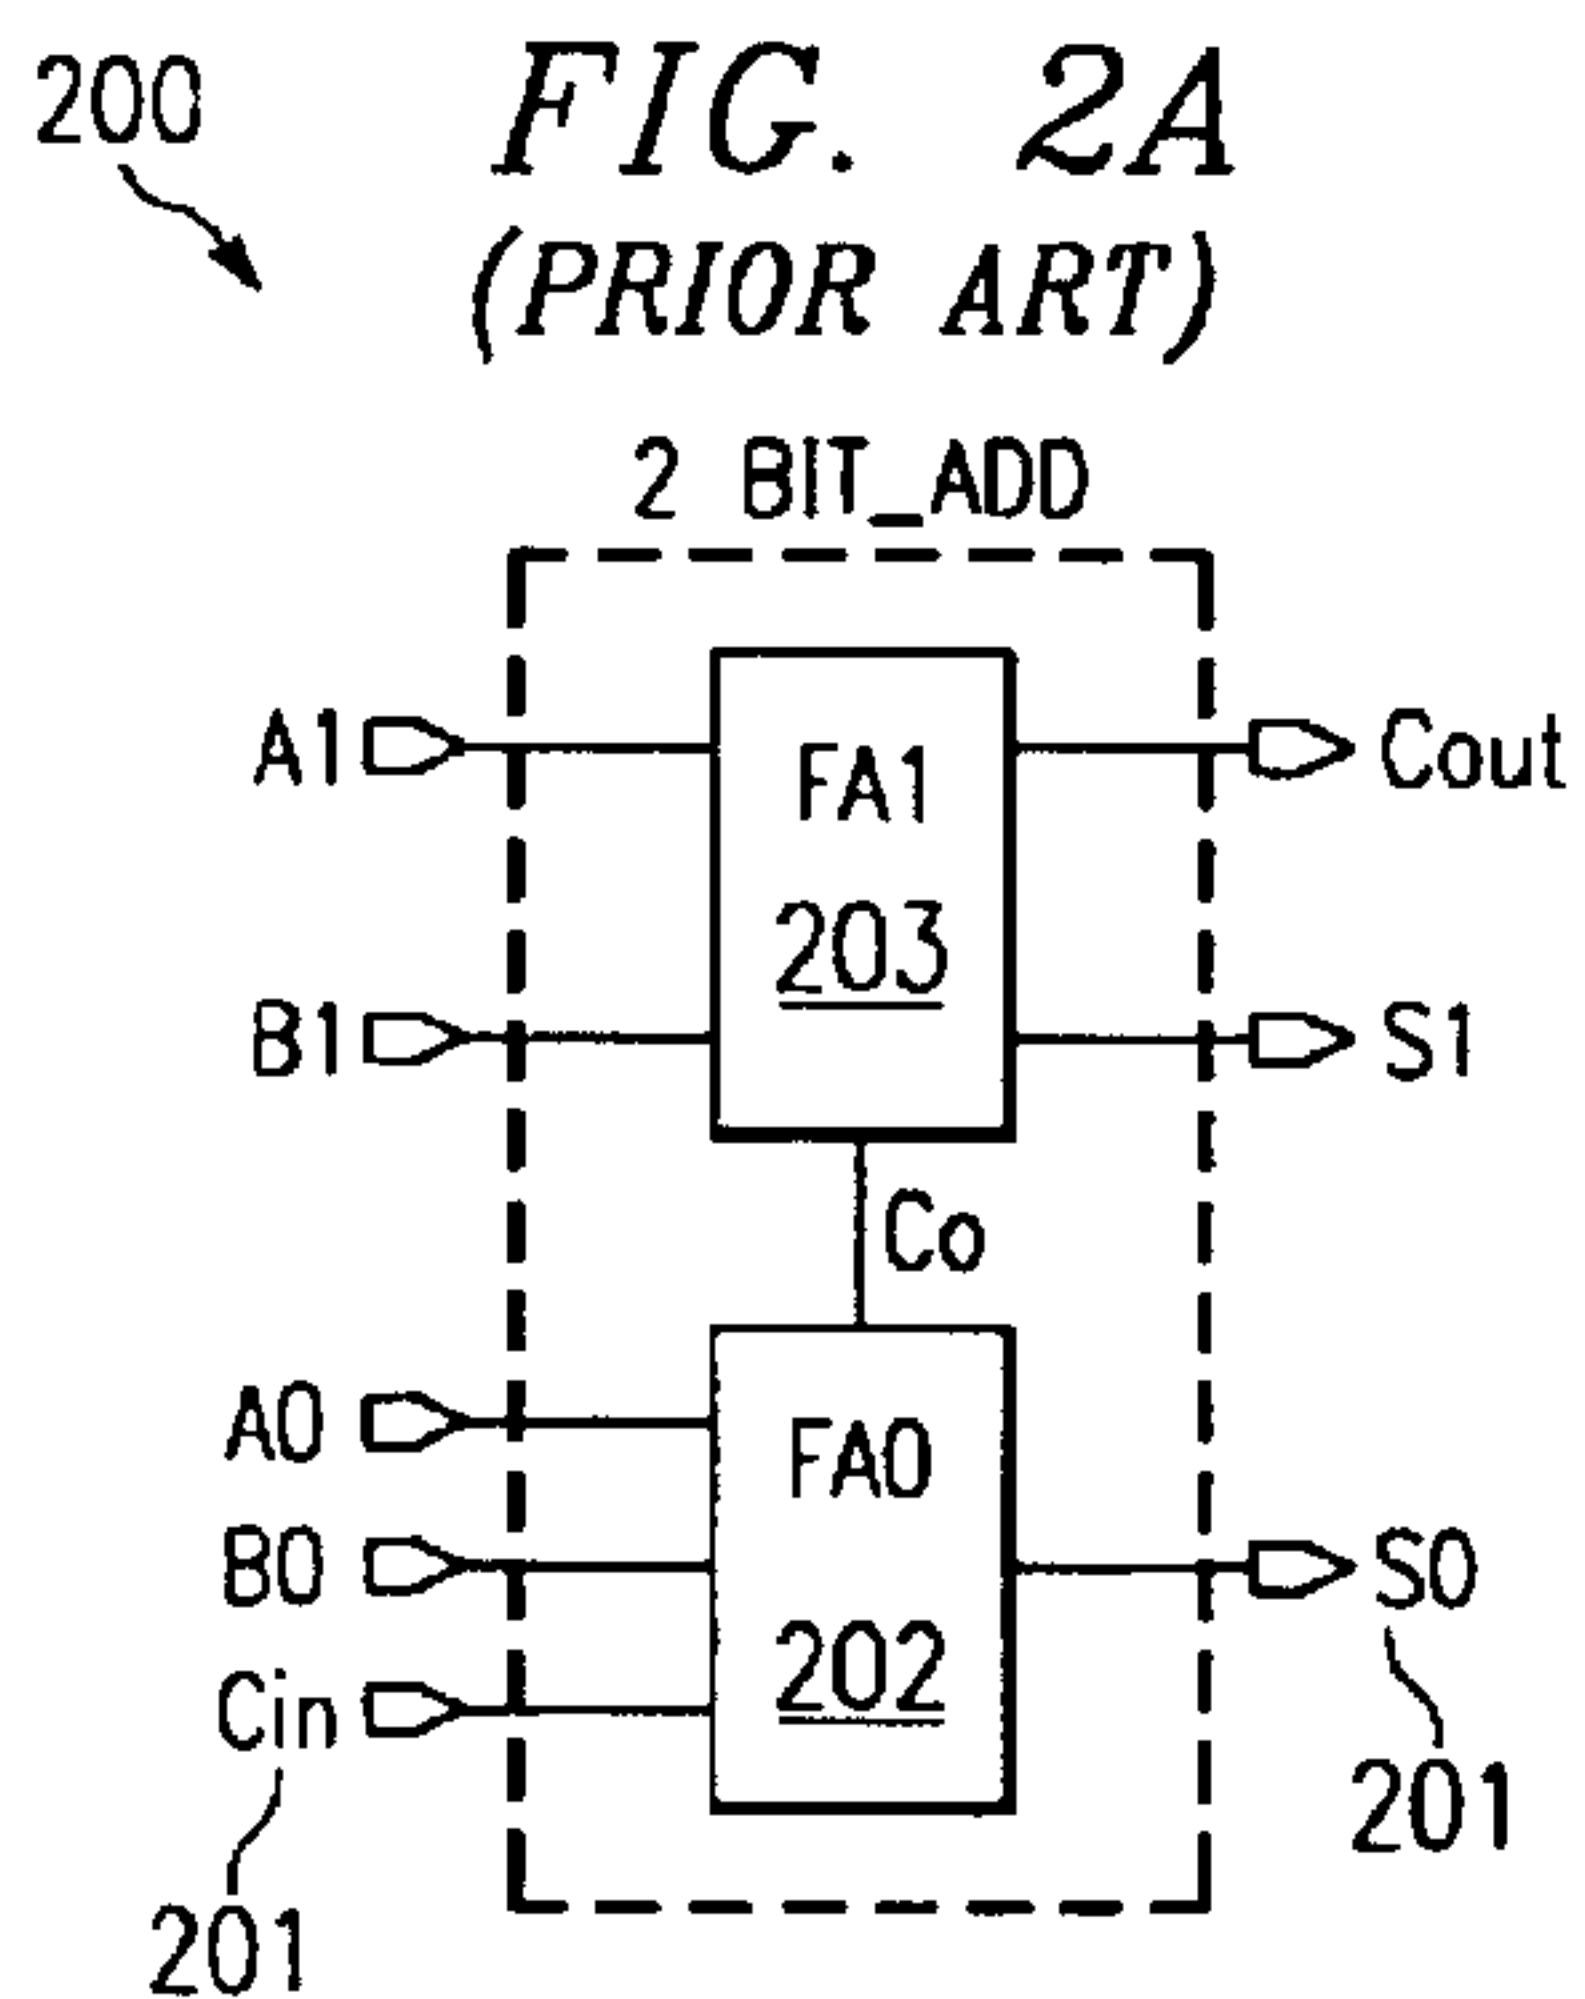 200
FIG. 2A
(PRIOR ART)
2 BIT_ADD
A1
FA1
Cout
203
B1
S1
Co
A0
FA0
B0
S0
202
Cin
201
201